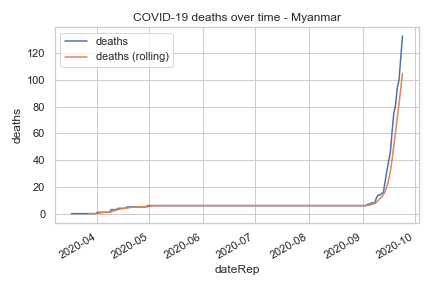 COVID-19 deaths over time - Myanmar
deaths
deaths (rolling)
deaths
120
100
80
60
40
20
0
2020-04
2020-05
2020-06
2020-07
2020-08
2020-09
2020-10
dateRep